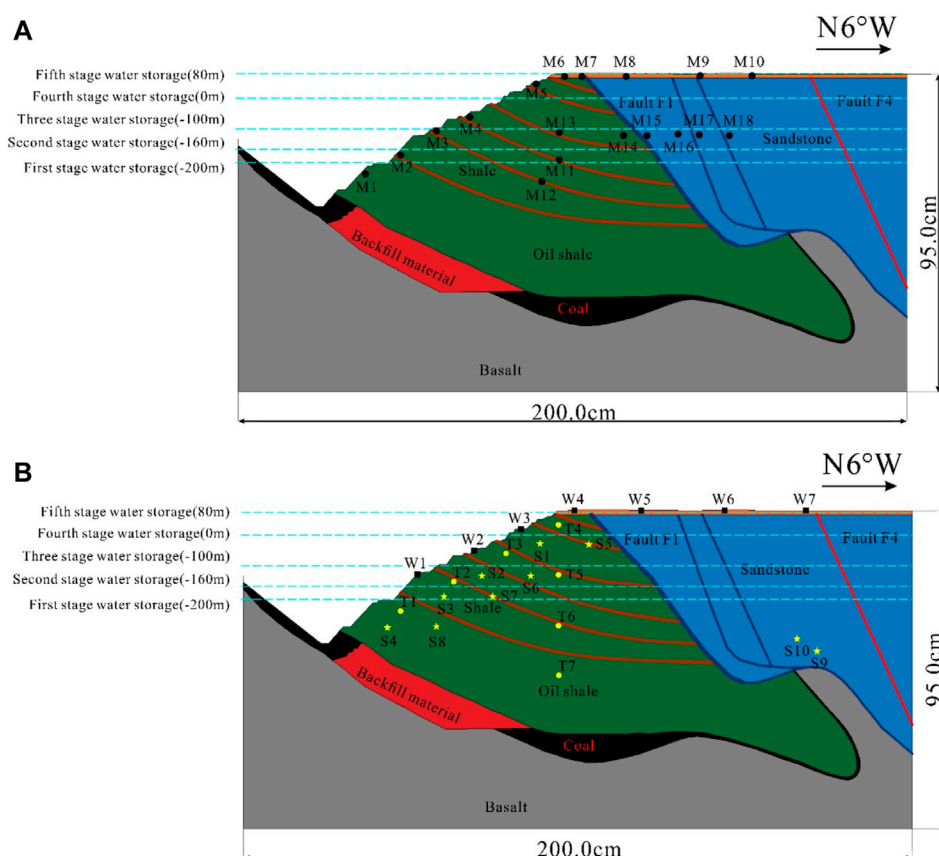 A
N6°W
M6 M7 M8 M9 M10
Fifth stage water storage(80m)
M5
Fault F1
Fault F4
Fourth stage water storage(0m)
Three stage water storage(-100m)
M4 M13 M15 M17 M18
M3 M14 M16 Sandstone
Second stage water storage(-160m)
M2 Shale M11
First stage water storage(-200m)
M1 M12
Backfill material
Oil shale
Coal
Basalt
95.0cm
200.0cm
B
N6°W
W4 W5 W6 W7
Fifth stage water storage(80m)
W3 T4 Fault F1 Fault F4
Fourth stage water storage(0m)
W2 T3 S1 S5
Three stage water storage(-100m)
W1 T2 S2 S6 T5 Sandstone
Second stage water storage(-160m)
T1 S3 Shale S7
First stage water storage(-200m)
S4 S8 T6
S10 S9
T7
Oil shale
Backfill material
Coal
Basalt
95.0cm
200.0cm